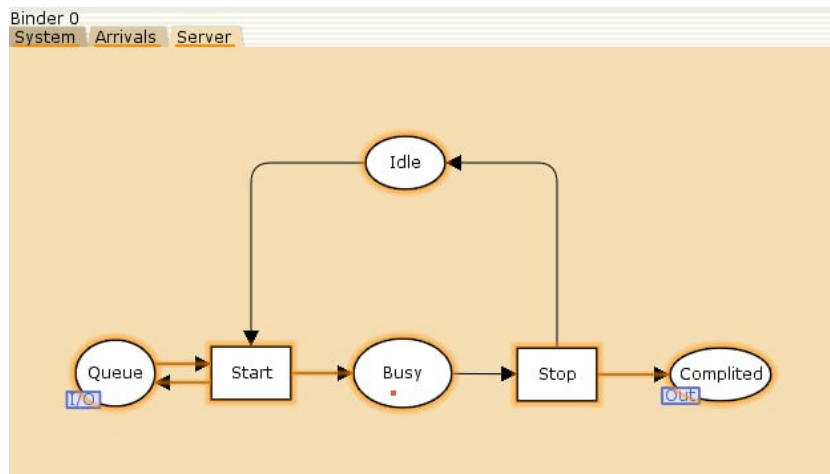 Binder 0
System Arrivals Server
Idle
Queue Start Busy Stop Complited
I/O Out